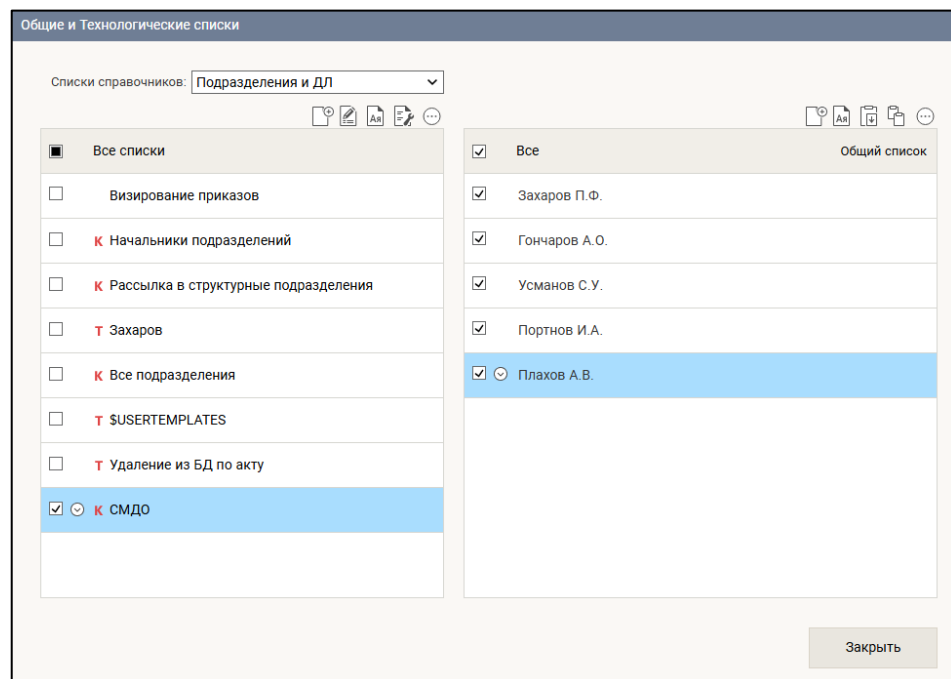 Общие и Технологические списки
Списки справочников: Подразделения и ДЛ
Все списки
Визирование приказов
К Начальники подразделений
К Рассылка в структурные подразделения
Т Захаров
К Все подразделения
Т $USERTEMPLATES
Т Удаление из БД по акту
К СМДО
Все Общий список
Захаров П.Ф.
Гончаров А.О.
Усманов С.У.
Портнов И.А.
Плахов А.В.
Закрыть